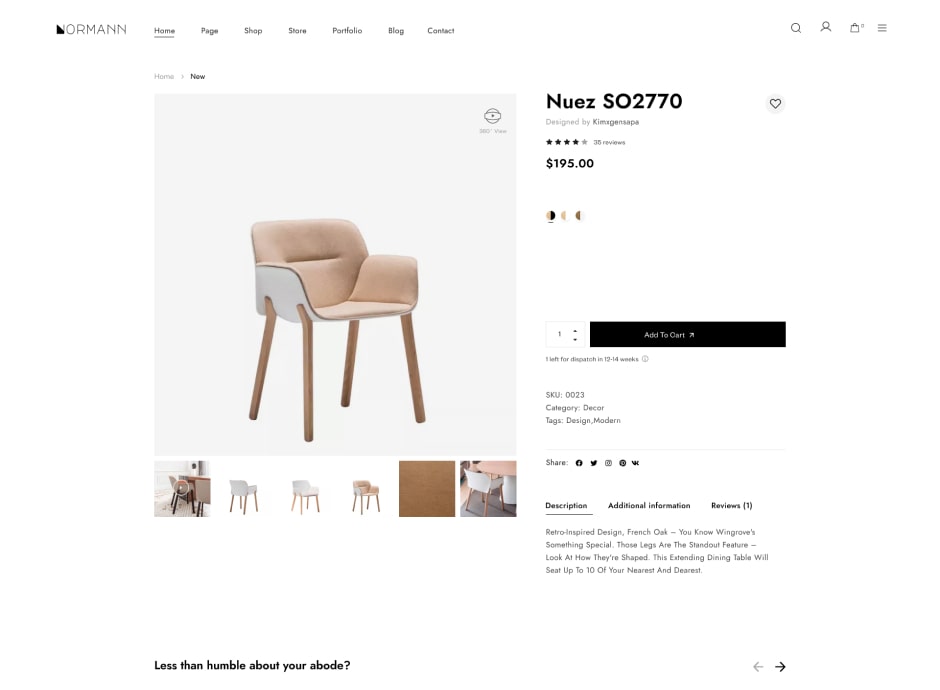 NORMANN
Home Page Shop Store Portfolio Blog Contact
0
Home > New
360° View
Nuez SO2770
Designed by Kimsgensapa
35 reviews
$195.00
1
Add To Cart
1 left for dispatch in 12-14 weeks
SKU: 0023
Category: Decor
Tags: Design,Modern
Share:
Description Additional information Reviews (1)
Retro-Inspired Design, French Oak – You Know Wingrove's
Something Special. Those Legs Are The Standout Feature –
Look At How They're Shaped. This Extending Dining Table Will
Seat Up To 10 Of Your Nearest And Dearest.
Less than humble about your abode?